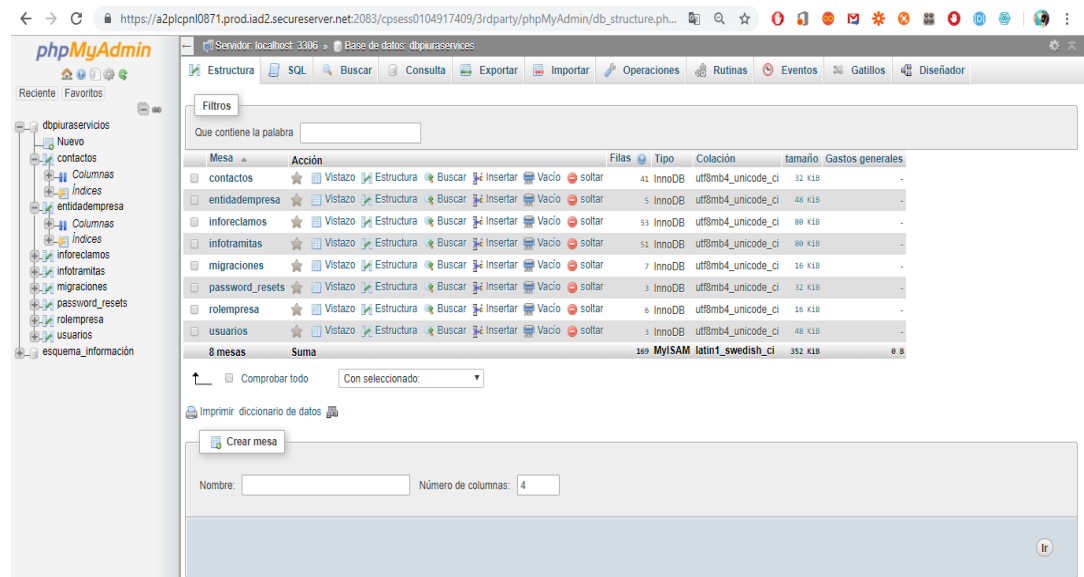 https://a2plcpnl0871.prod.iad2.secureserver.net:2083/cpsess0104917409/3rdparty/phpMyAdmin/db_structure.ph...
phpMyAdmin
Reciente Favoritos
dbpiuraservicios
Nuevo
contactos
Columnas
Índices
entidadempresa
Columnas
Índices
inforeclamos
infotramitas
migraciones
password_resets
rolempresa
usuarios
esquema_información
Servidor: localhost: 3306 » Base de datos: dbpiuraservices
Estructura SQL Buscar Consulta Exportar Importar Operaciones Rutinas Eventos Gatillos Diseñador
Filtros
Que contiene la palabra
Mesa Acción Filas Tipo Colación tamaño Gastos generales
contactos Vistazo Estructura Buscar Insertar Vacío soltar 41 InnoDB utf8mb4_unicode_ci 32 KiB -
entidadempresa Vistazo Estructura Buscar Insertar Vacío soltar 5 InnoDB utf8mb4_unicode_ci 48 KiB -
inforeclamos Vistazo Estructura Buscar Insertar Vacío soltar 53 InnoDB utf8mb4_unicode_ci 80 KiB -
infotramitas Vistazo Estructura Buscar Insertar Vacío soltar 51 InnoDB utf8mb4_unicode_ci 80 KiB -
migraciones Vistazo Estructura Buscar Insertar Vacío soltar 7 InnoDB utf8mb4_unicode_ci 16 KiB -
password_resets Vistazo Estructura Buscar Insertar Vacío soltar 3 InnoDB utf8mb4_unicode_ci 32 KiB -
rolempresa Vistazo Estructura Buscar Insertar Vacío soltar 6 InnoDB utf8mb4_unicode_ci 16 KiB -
usuarios Vistazo Estructura Buscar Insertar Vacío soltar 3 InnoDB utf8mb4_unicode_ci 48 KiB -
8 mesas Suma 169 MyISAM latin1_swedish_ci 352 KiB 0 B
Comprobar todo Con seleccionado:
Imprimir diccionario de datos
Crear mesa
Nombre: Número de columnas: 4
Ir